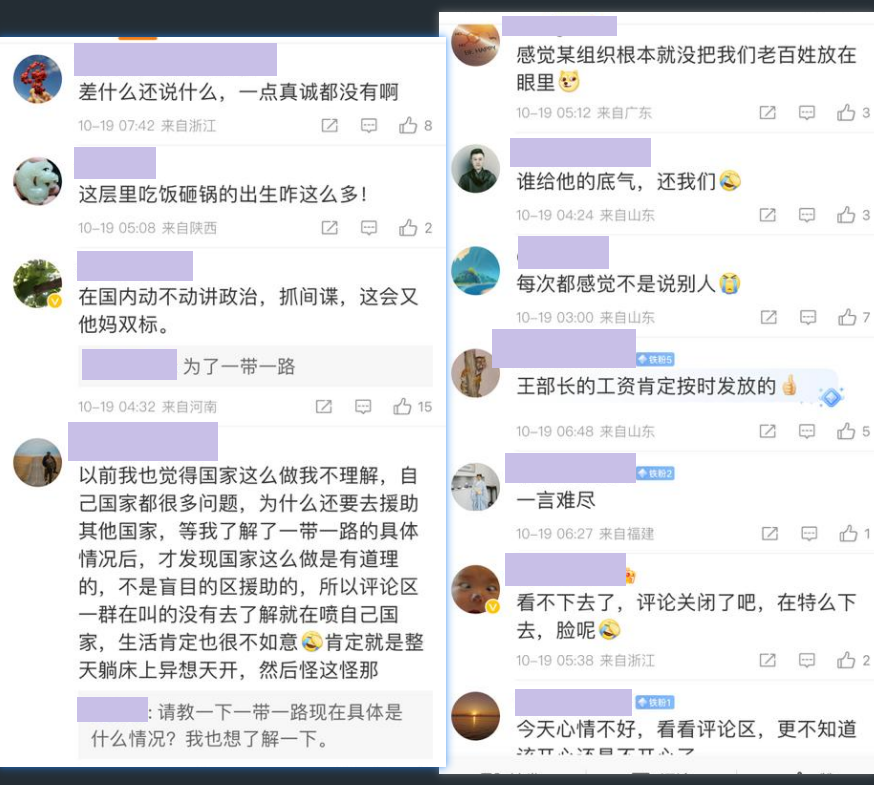 差什么还说什么，一点真诚都没有啊
10-19 07:42 来自浙江
8
这层里吃饭砸锅的出生咋这么多！
10-19 05:08 来自陕西
2
在国内动不动讲政治，抓间谍，这会又
他妈双标。
为了一带一路
10-19 04:32 来自河南
15
以前我也觉得国家这么做我不理解，自
己国家都很多问题，为什么还要去援助
其他国家，等我了解了一带一路的具体
情况后，才发现国家这么做是有道理
的，不是盲目的区援助的，所以评论区
一群在叫的没有去了解就在喷自己国
家，生活肯定也很不如意🤣肯定就是整
天躺床上异想天开，然后怪这怪那
: 请教一下一带一路现在具体是
什么情况？我也想了解一下。
感觉某组织根本就没把我们老百姓放在
眼里
10-19 05:12 来自广东
3
谁给他的底气，还我们🤣
10-19 04:24 来自山东
3
每次都感觉不是说别人😭
10-19 03:00 来自山东
7
铁粉5
王部长的工资肯定按时发放的👍
10-19 06:48 来自山东
5
铁粉2
一言难尽
10-19 06:27 来自福建
1
看不下去了，评论关闭了吧，在特么下
去，脸呢🤣
10-19 05:38 来自浙江
2
铁粉1
今天心情不好，看看评论区，更不知道
该开心还是不开心了